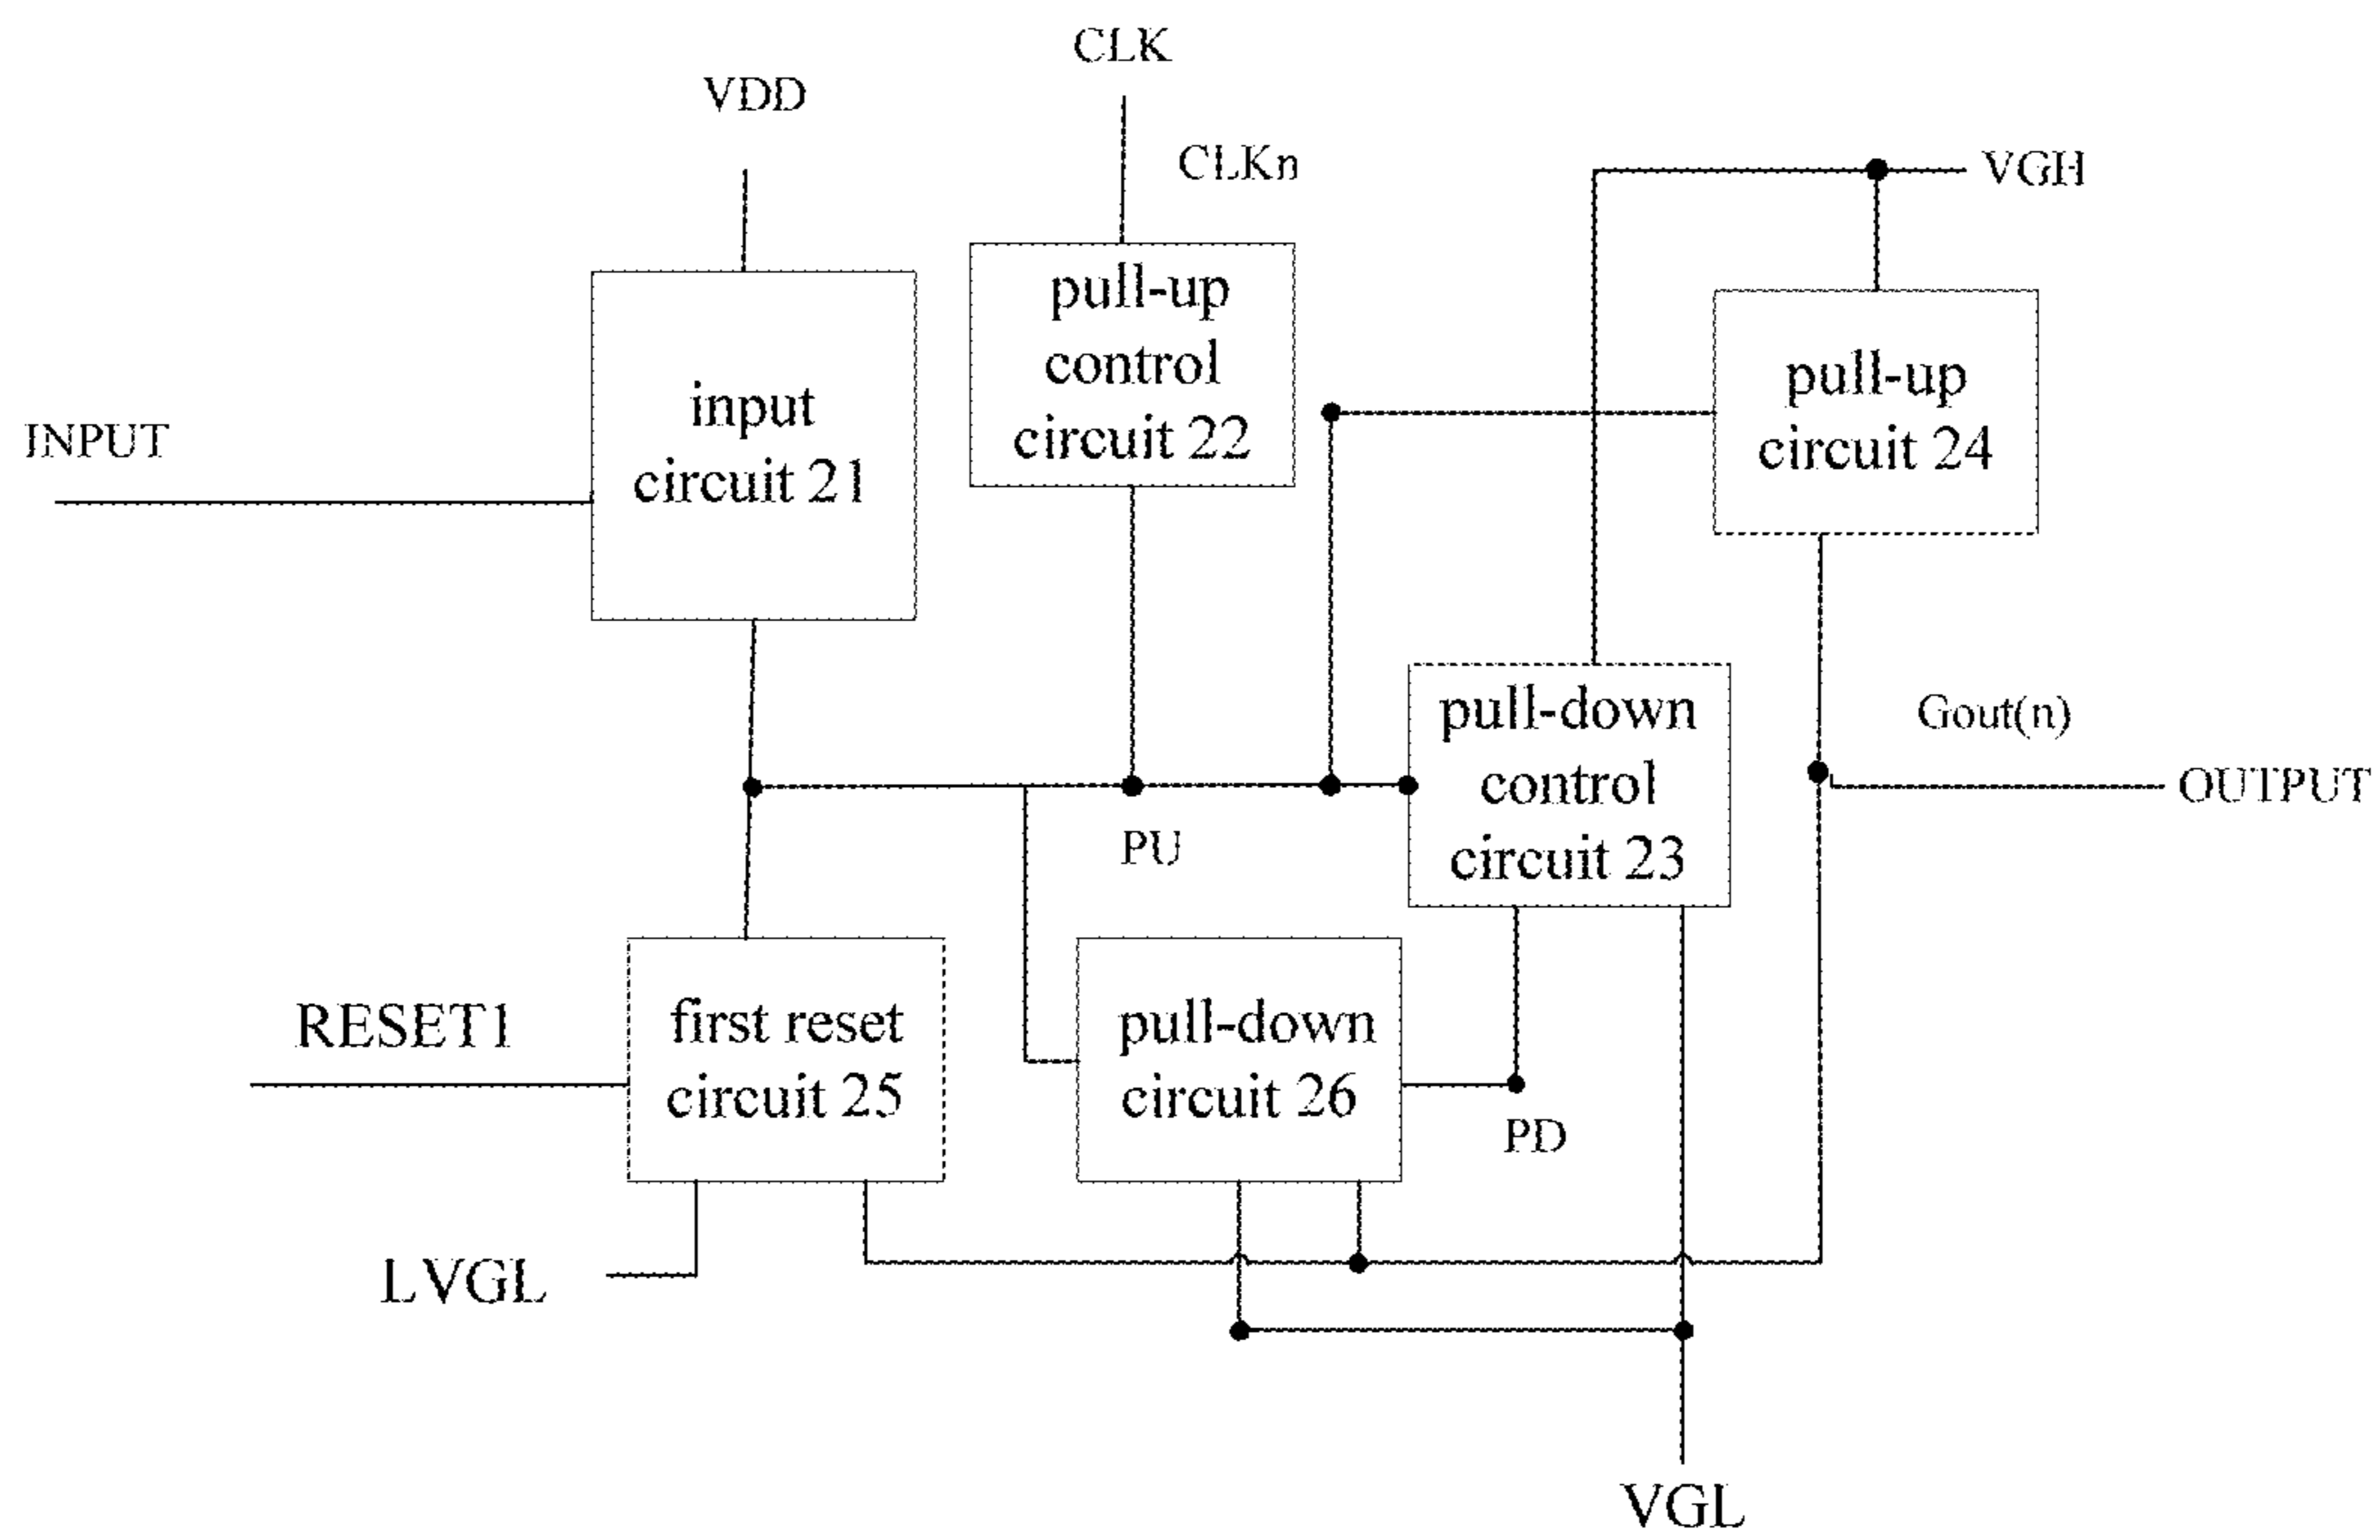 CLK
VDD
CLKn
VGH
pull-up
control
circuit 22
input
circuit 21
pull-up
circuit 24
INPUT
pull-down
control
circuit 23
Gout(n)
OUTPUT
PU
RESET1
first reset
circuit 25
pull-down
circuit 26
PD
LVGL
VGL